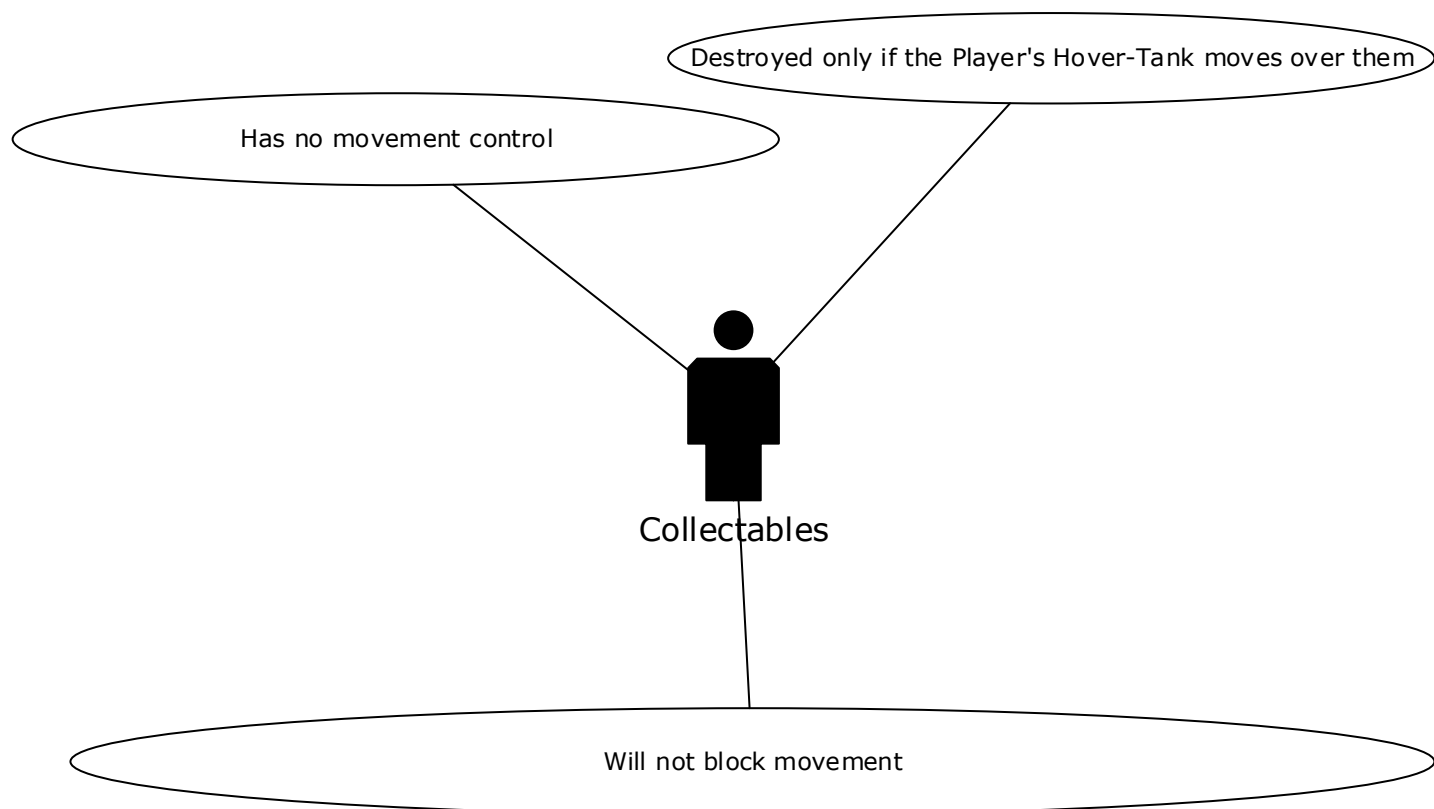 Destroyed only if the Player's Hover-Tank moves over them
Has no movement control
Collectables
Will not block movement